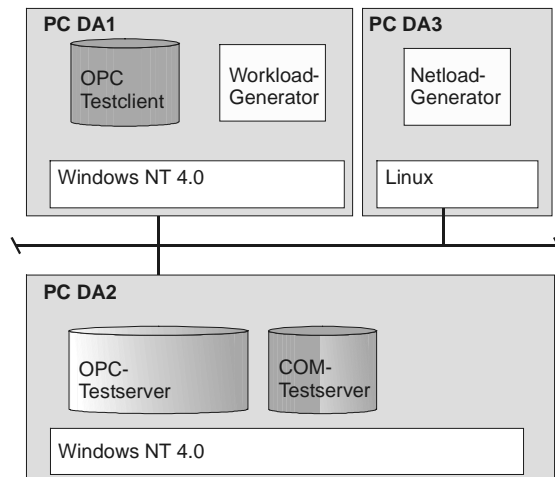 PC DA1
OPC
Testclient
Workload-
Generator
Windows NT 4.0
PC DA3
Netload-
Generator
Linux
PC DA2
OPC-
Testserver
COM-
Testserver
Windows NT 4.0